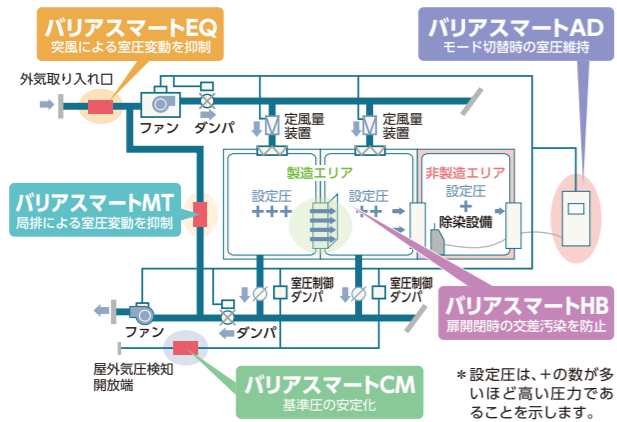 バリアスマートEQ
突風による室圧変動を抑制
バリアスマートAD
モード切替時の室圧維持
外気取り入れ口
ファン
ダンパ
定風量
装置
定風量
装置
製造エリア
非製造エリア
設定圧
+++
設定圧
++
設定圧
+
除染設備
バリアスマートMT
局排による室圧変動を抑制
バリアスマートHB
扉開閉時の交差汚染を防止
室圧制御
ダンパ
室圧制御
ダンパ
ファン
ダンパ
屋外気圧検知
開放端
バリアスマートCM
基準圧の安定化
＊設定圧は、+の数が多
いほど高い圧力であ
ることを示します。